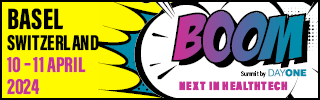 BASEL
SWITZERLAND
10 - 11 APRIL
2024
BOOM
Summit by DAYONE
NEXT IN HEALTHTECH